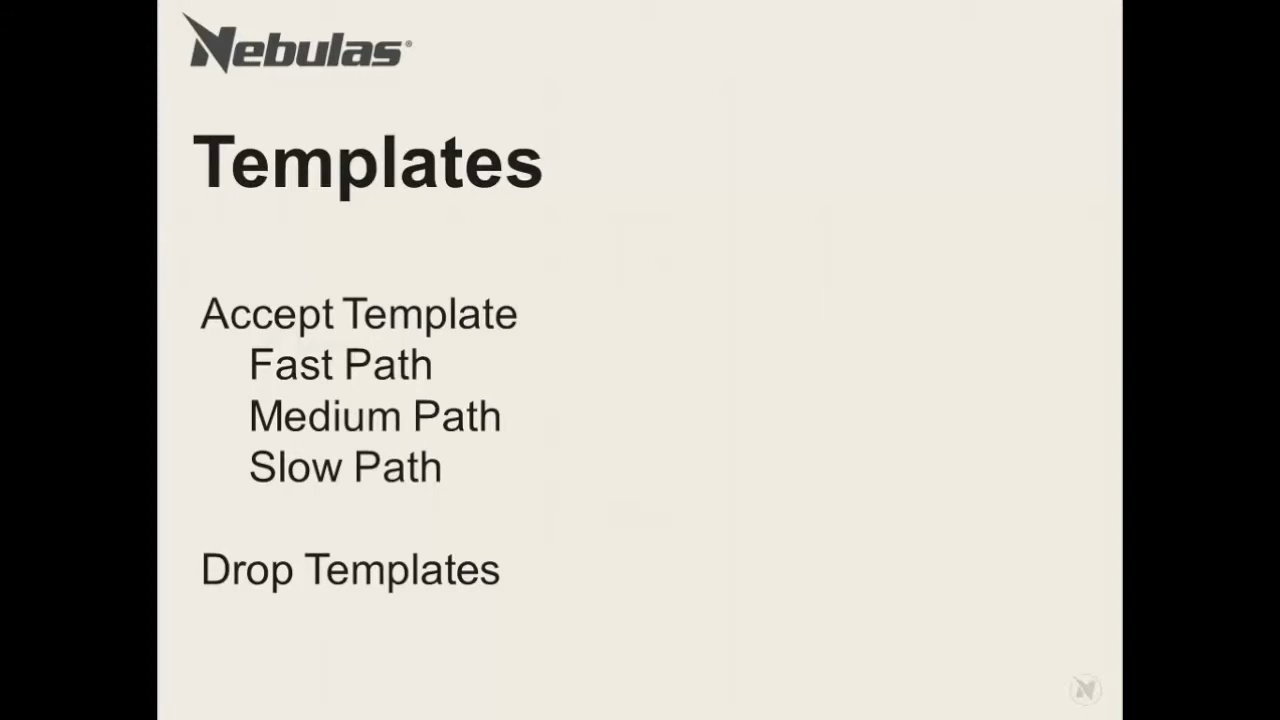 Nebulas®
Templates
Accept Template
Fast Path
Medium Path
Slow Path
Drop Templates